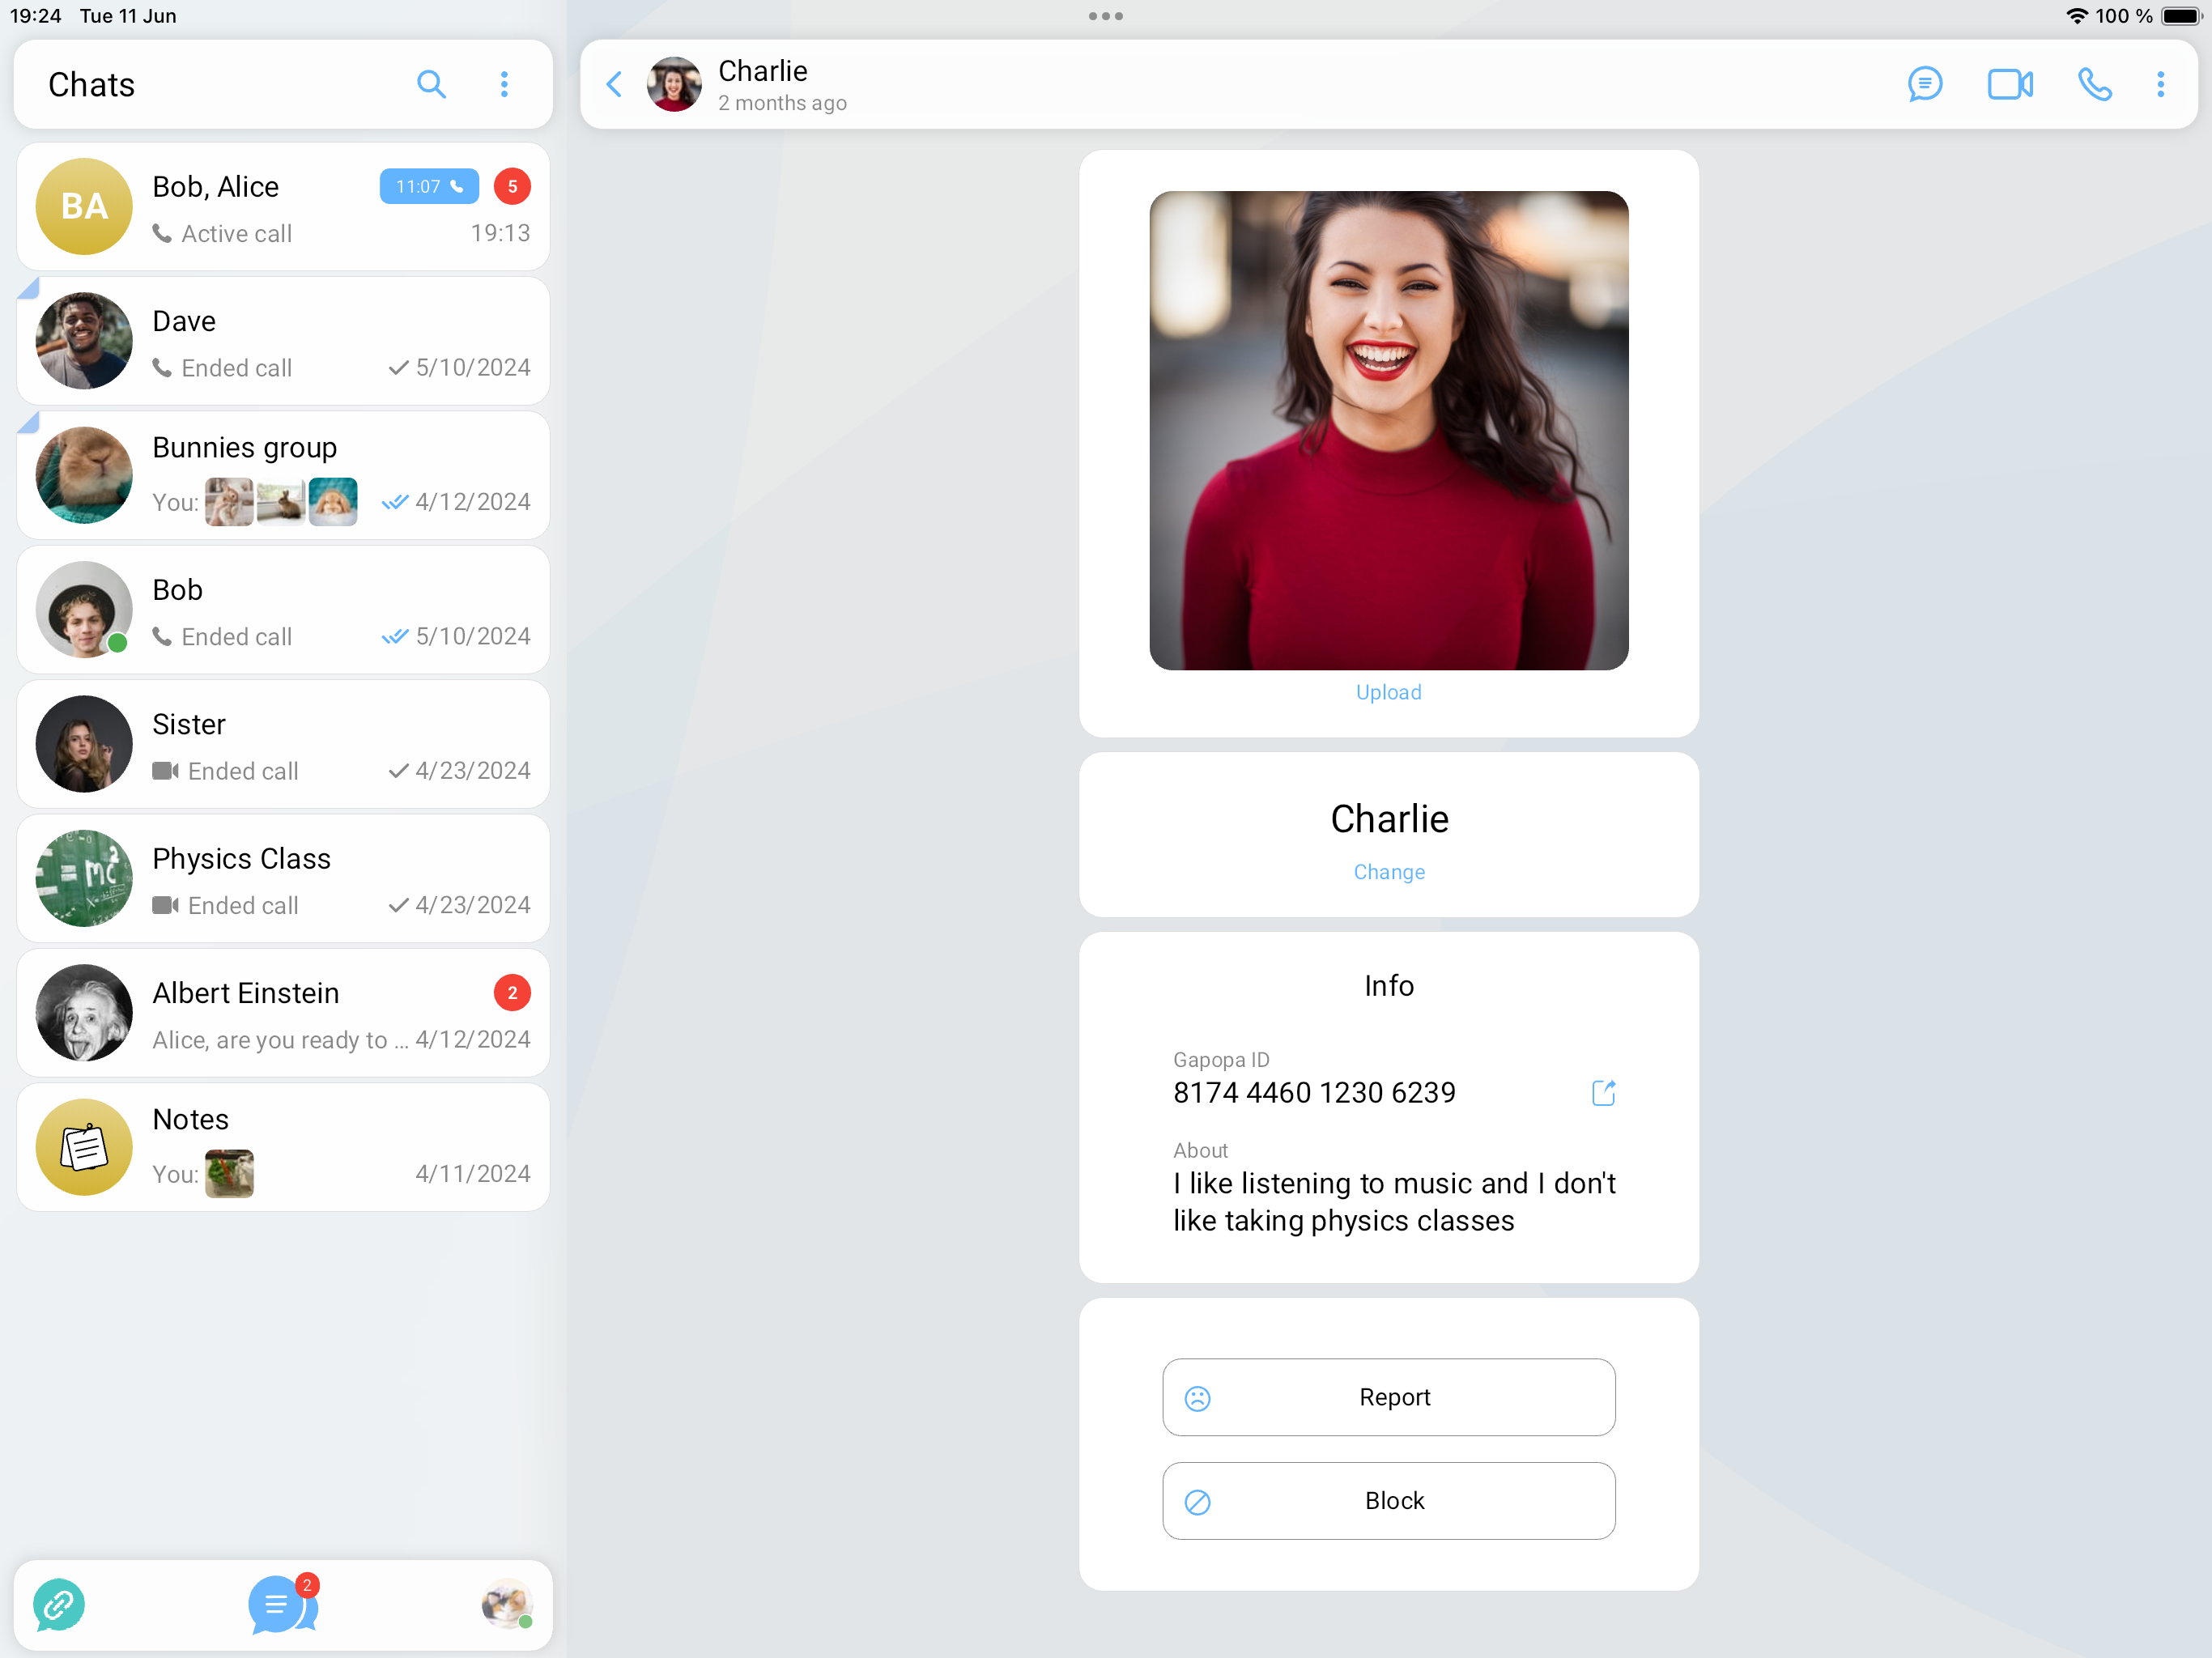 19:24 Tue 11 Jun
100 %
Chats
BA
Bob, Alice
11:07
5
Active call
19:13
Dave
Ended call
5/10/2024
Bunnies group
You:
4/12/2024
Bob
Ended call
5/10/2024
Sister
Ended call
4/23/2024
= mc²
Physics Class
Ended call
4/23/2024
Albert Einstein
2
Alice, are you ready to ...
4/12/2024
Notes
You:
4/11/2024
2
Charlie
2 months ago
Upload
Charlie
Change
Info
Gapopa ID
8174 4460 1230 6239
About
I like listening to music and I don't
like taking physics classes
Report
Block